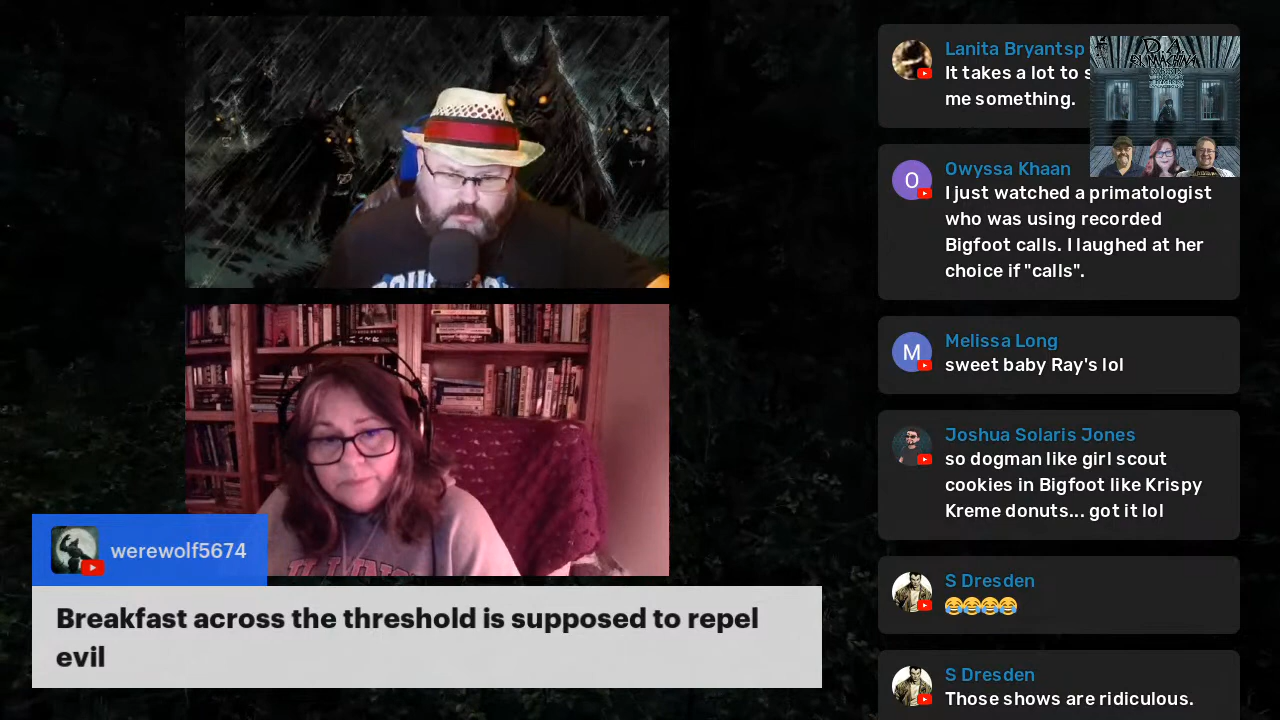 Lanita Bryantsp
It takes a lot to s
me something.
Owyssa Khaan
I just watched a primatologist
who was using recorded
Bigfoot calls. I laughed at her
choice if "calls".
Melissa Long
sweet baby Ray's lol
Joshua Solaris Jones
so dogman like girl scout
cookies in Bigfoot like Krispy
Kreme donuts... got it lol
S Dresden
😂😂😂😂
S Dresden
Those shows are ridiculous.
werewolf5674
Breakfast across the threshold is supposed to repel
evil